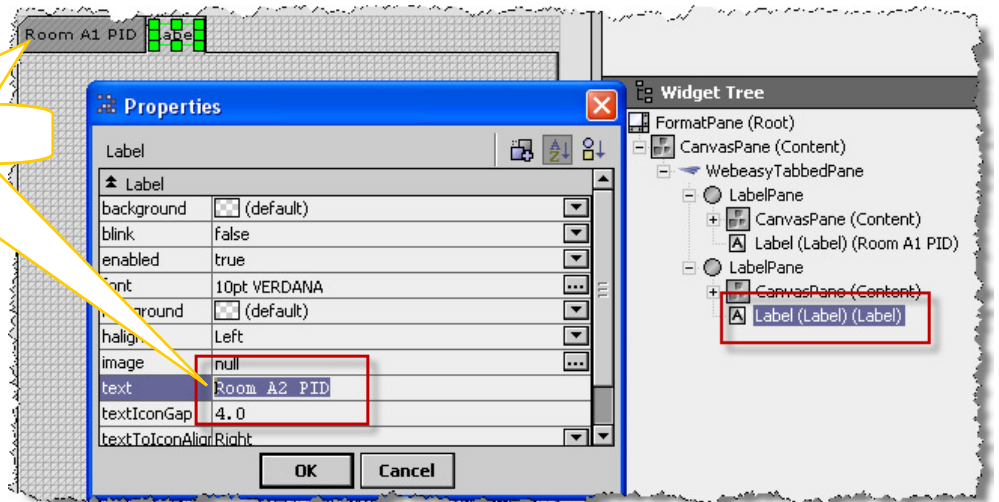 Room A1 PID Label
Properties
Label
Label
background (default)
blink false
enabled true
font 10pt VERDANA
(default)
Left
image null
text Room A2 PID
textIconGap 4.0
textToIconAlign Right
OK Cancel
Widget Tree
FormatPane (Root)
CanvasPane (Content)
WebeasyTabbedPane
LabelPane
CanvasPane (Content)
Label (Label) (Room A1 PID)
LabelPane
CanvasPane (Content)
Label (Label) (Label)